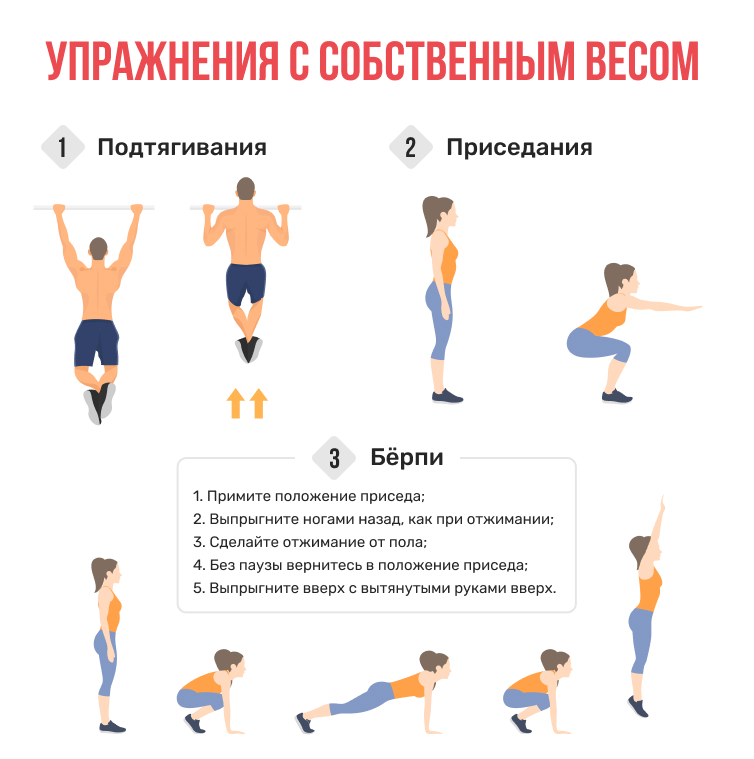 УПРАЖНЕНИЯ С СОБСТВЕННЫМ ВЕСОМ
1 Подтягивания
2 Приседания
3 Бёрпи
1. Примите положение приседа;
2. Выпрыгните ногами назад, как при отжимании;
3. Сделайте отжимание от пола;
4. Без паузы вернитесь в положение приседа;
5. Выпрыгните вверх с вытянутыми руками вверх.